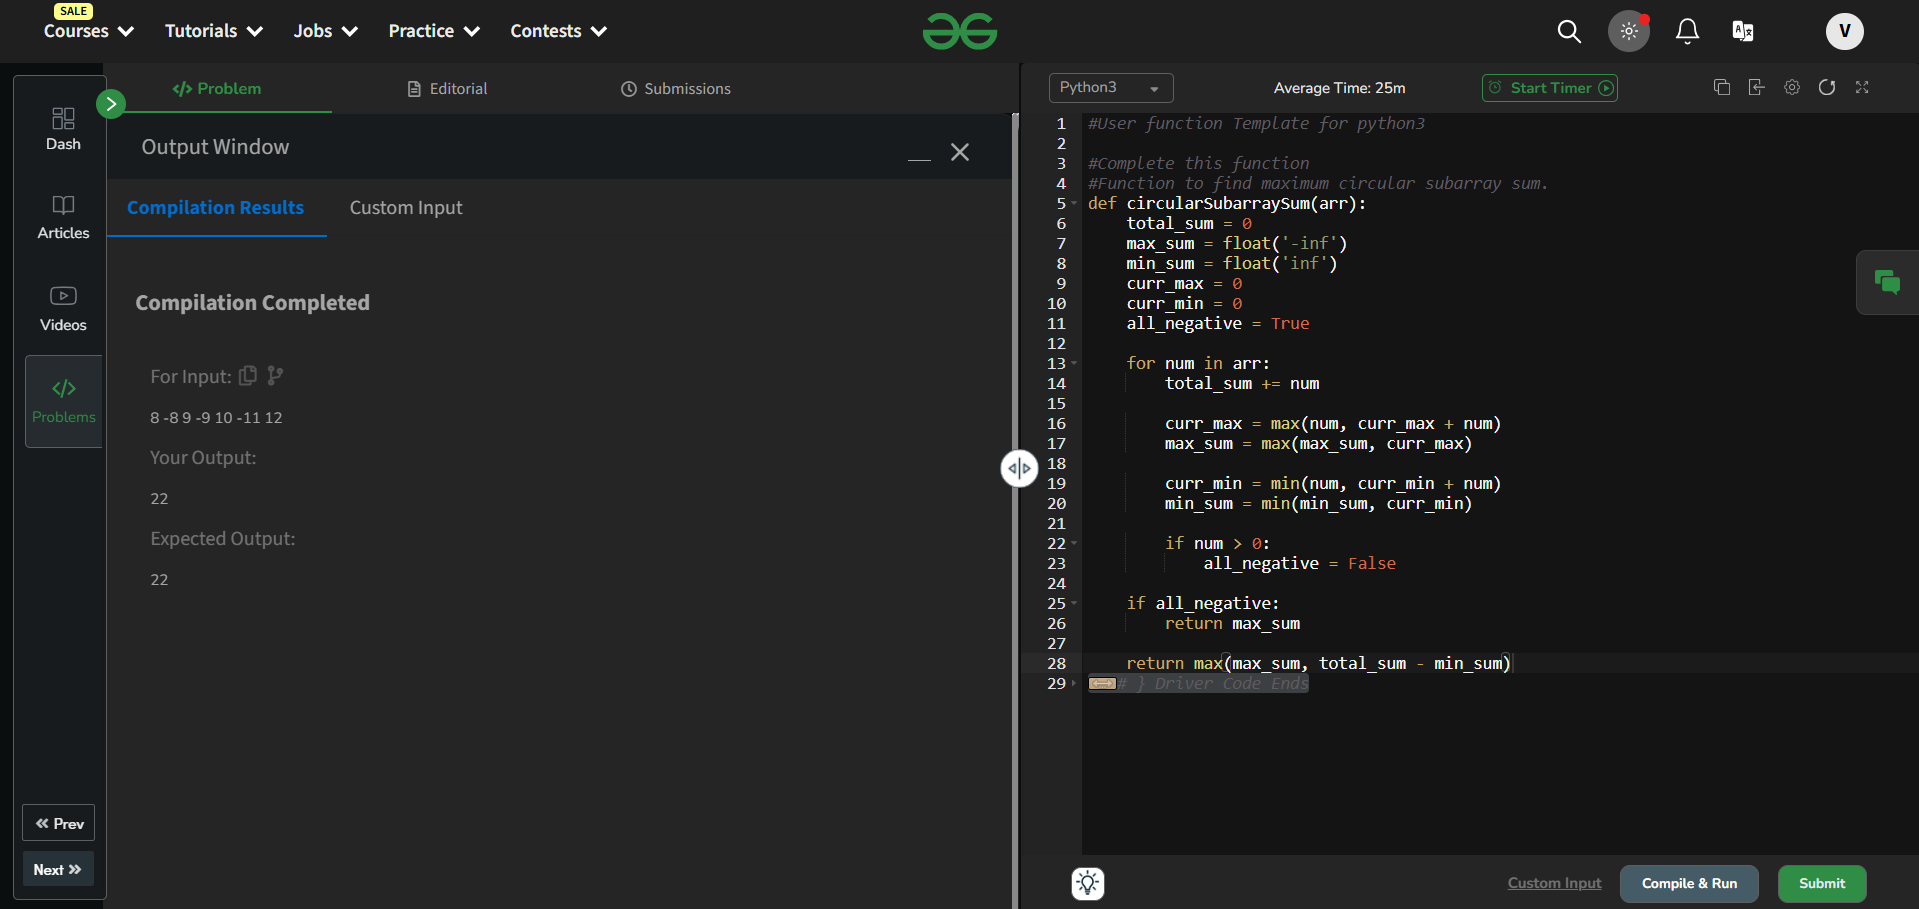 SALE
Courses Tutorials Jobs Practice Contests
V
Problem Editorial Submissions
Python3 Average Time: 25m Start Timer
Dash
Articles
Videos
Problems
Prev
Next
Output Window
Compilation Results Custom Input
Compilation Completed
For Input:
8 -8 9 -9 10 -11 12
Your Output:
22
Expected Output:
22
1 #User function Template for python3
2
3 #Complete this function
4 #Function to find maximum circular subarray sum.
5 def circularSubarraySum(arr):
6 total_sum = 0
7 max_sum = float('-inf')
8 min_sum = float('inf')
9 curr_max = 0
10 curr_min = 0
11 all_negative = True
12
13 for num in arr:
14 total_sum += num
15
16 curr_max = max(num, curr_max + num)
17 max_sum = max(max_sum, curr_max)
18
19 curr_min = min(num, curr_min + num)
20 min_sum = min(min_sum, curr_min)
21
22 if num > 0:
23 all_negative = False
24
25 if all_negative:
26 return max_sum
27
28 return max(max_sum, total_sum - min_sum)
29 # } Driver Code Ends
Custom Input Compile & Run Submit